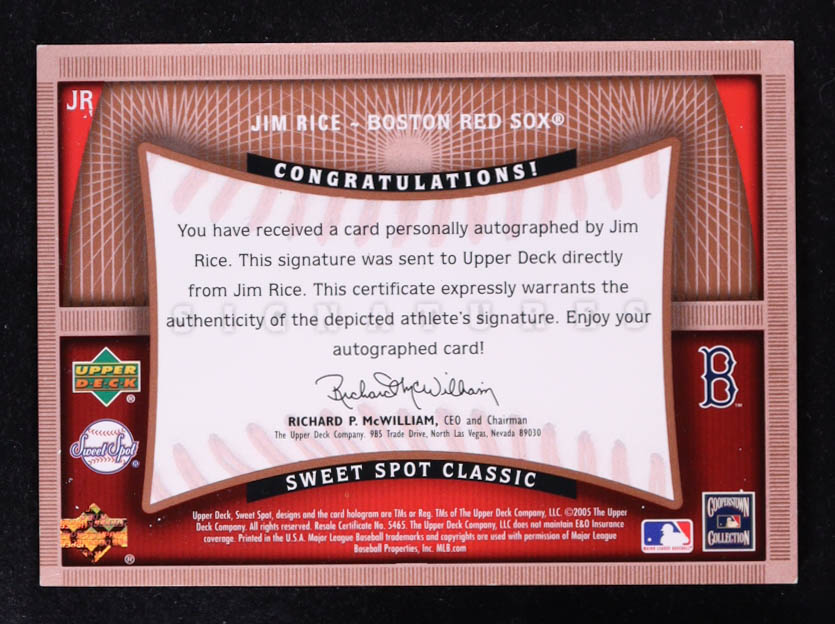 JR
JIM RICE - BOSTON RED SOX®
CONGRATULATIONS!
You have received a card personally autographed by Jim
Rice. This signature was sent to Upper Deck directly
from Jim Rice. This certificate expressly warrants the
SIGNATURES
authenticity of the depicted athlete's signature. Enjoy your
autographed card!
Richard P. McWilliam
RICHARD P. McWILLIAM, CEO and Chairman
The Upper Deck Company. 985 Trade Drive, North Las Vegas, Nevada 89030
UPPER
DECK
®
B
TM
Sweet Spot
®
SWEET SPOT CLASSIC
Upper Deck, Sweet Spot, designs and the card hologram are TMs or Reg. TMs of The Upper Deck Company, LLC. ©2005 The Upper
Deck Company. All rights reserved. Resale Certificate No. 5465. The Upper Deck Company, LLC does not maintain E&O Insurance
coverage. Printed in the U.S.A. Major League Baseball trademarks and copyrights are used with permission of Major League
Baseball Properties, Inc. MLB.com
®
MAJOR LEAGUE BASEBALL
COOPERSTOWN
COLLECTION